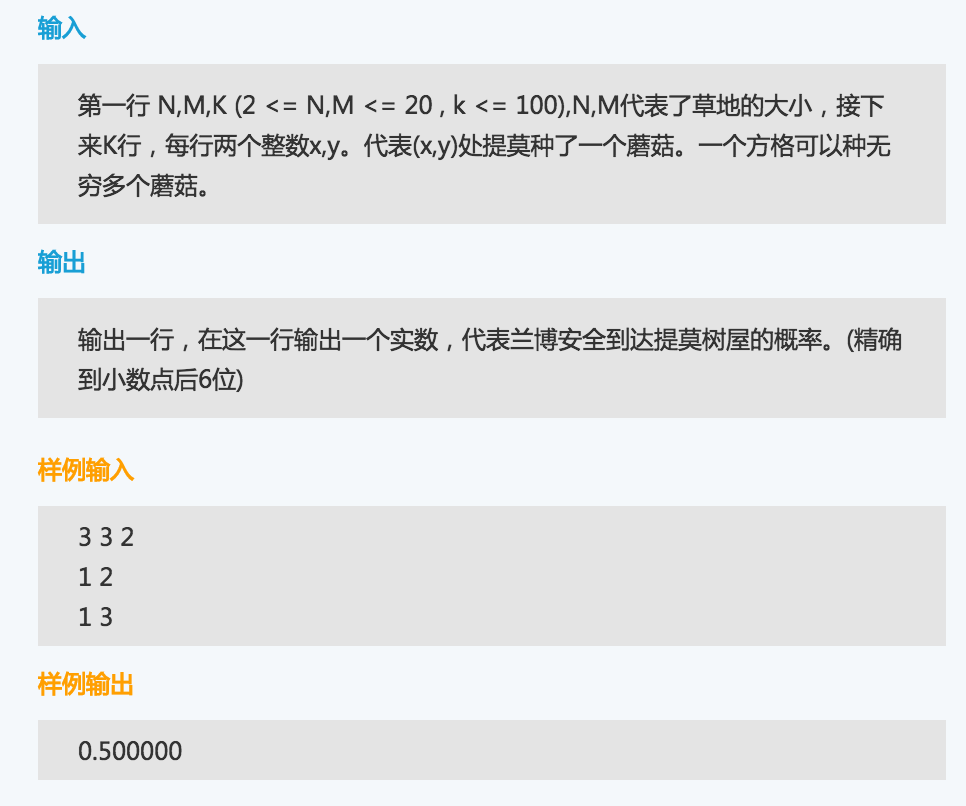 输入
第一行 N,M,K (2 <= N,M <= 20 , k <= 100),N,M代表了草地的大小，接下
来K行，每行两个整数x,y。代表(x,y)处提莫种了一个蘑菇。一个方格可以种无
穷多个蘑菇。
输出
输出一行，在这一行输出一个实数，代表兰博安全到达提莫树屋的概率。(精确
到小数点后6位)
样例输入
3 3 2
1 2
1 3
样例输出
0.500000